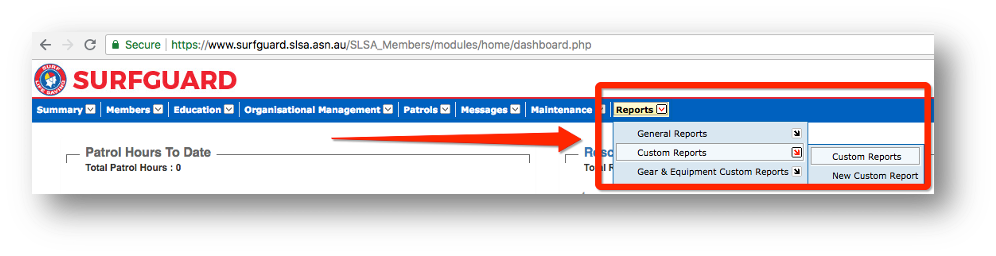 Secure https://www.surfguard.slsa.asn.au/SLSA_Members/modules/home/dashboard.php
SURF
LIFE SAVING
SURFGUARD
Summary Members Education Organisational Management Patrols Messages Maintenance Reports
General Reports
Patrol Hours To Date
Custom Reports
Custom Reports
Total Patrol Hours : 0
Gear & Equipment Custom Reports
New Custom Report